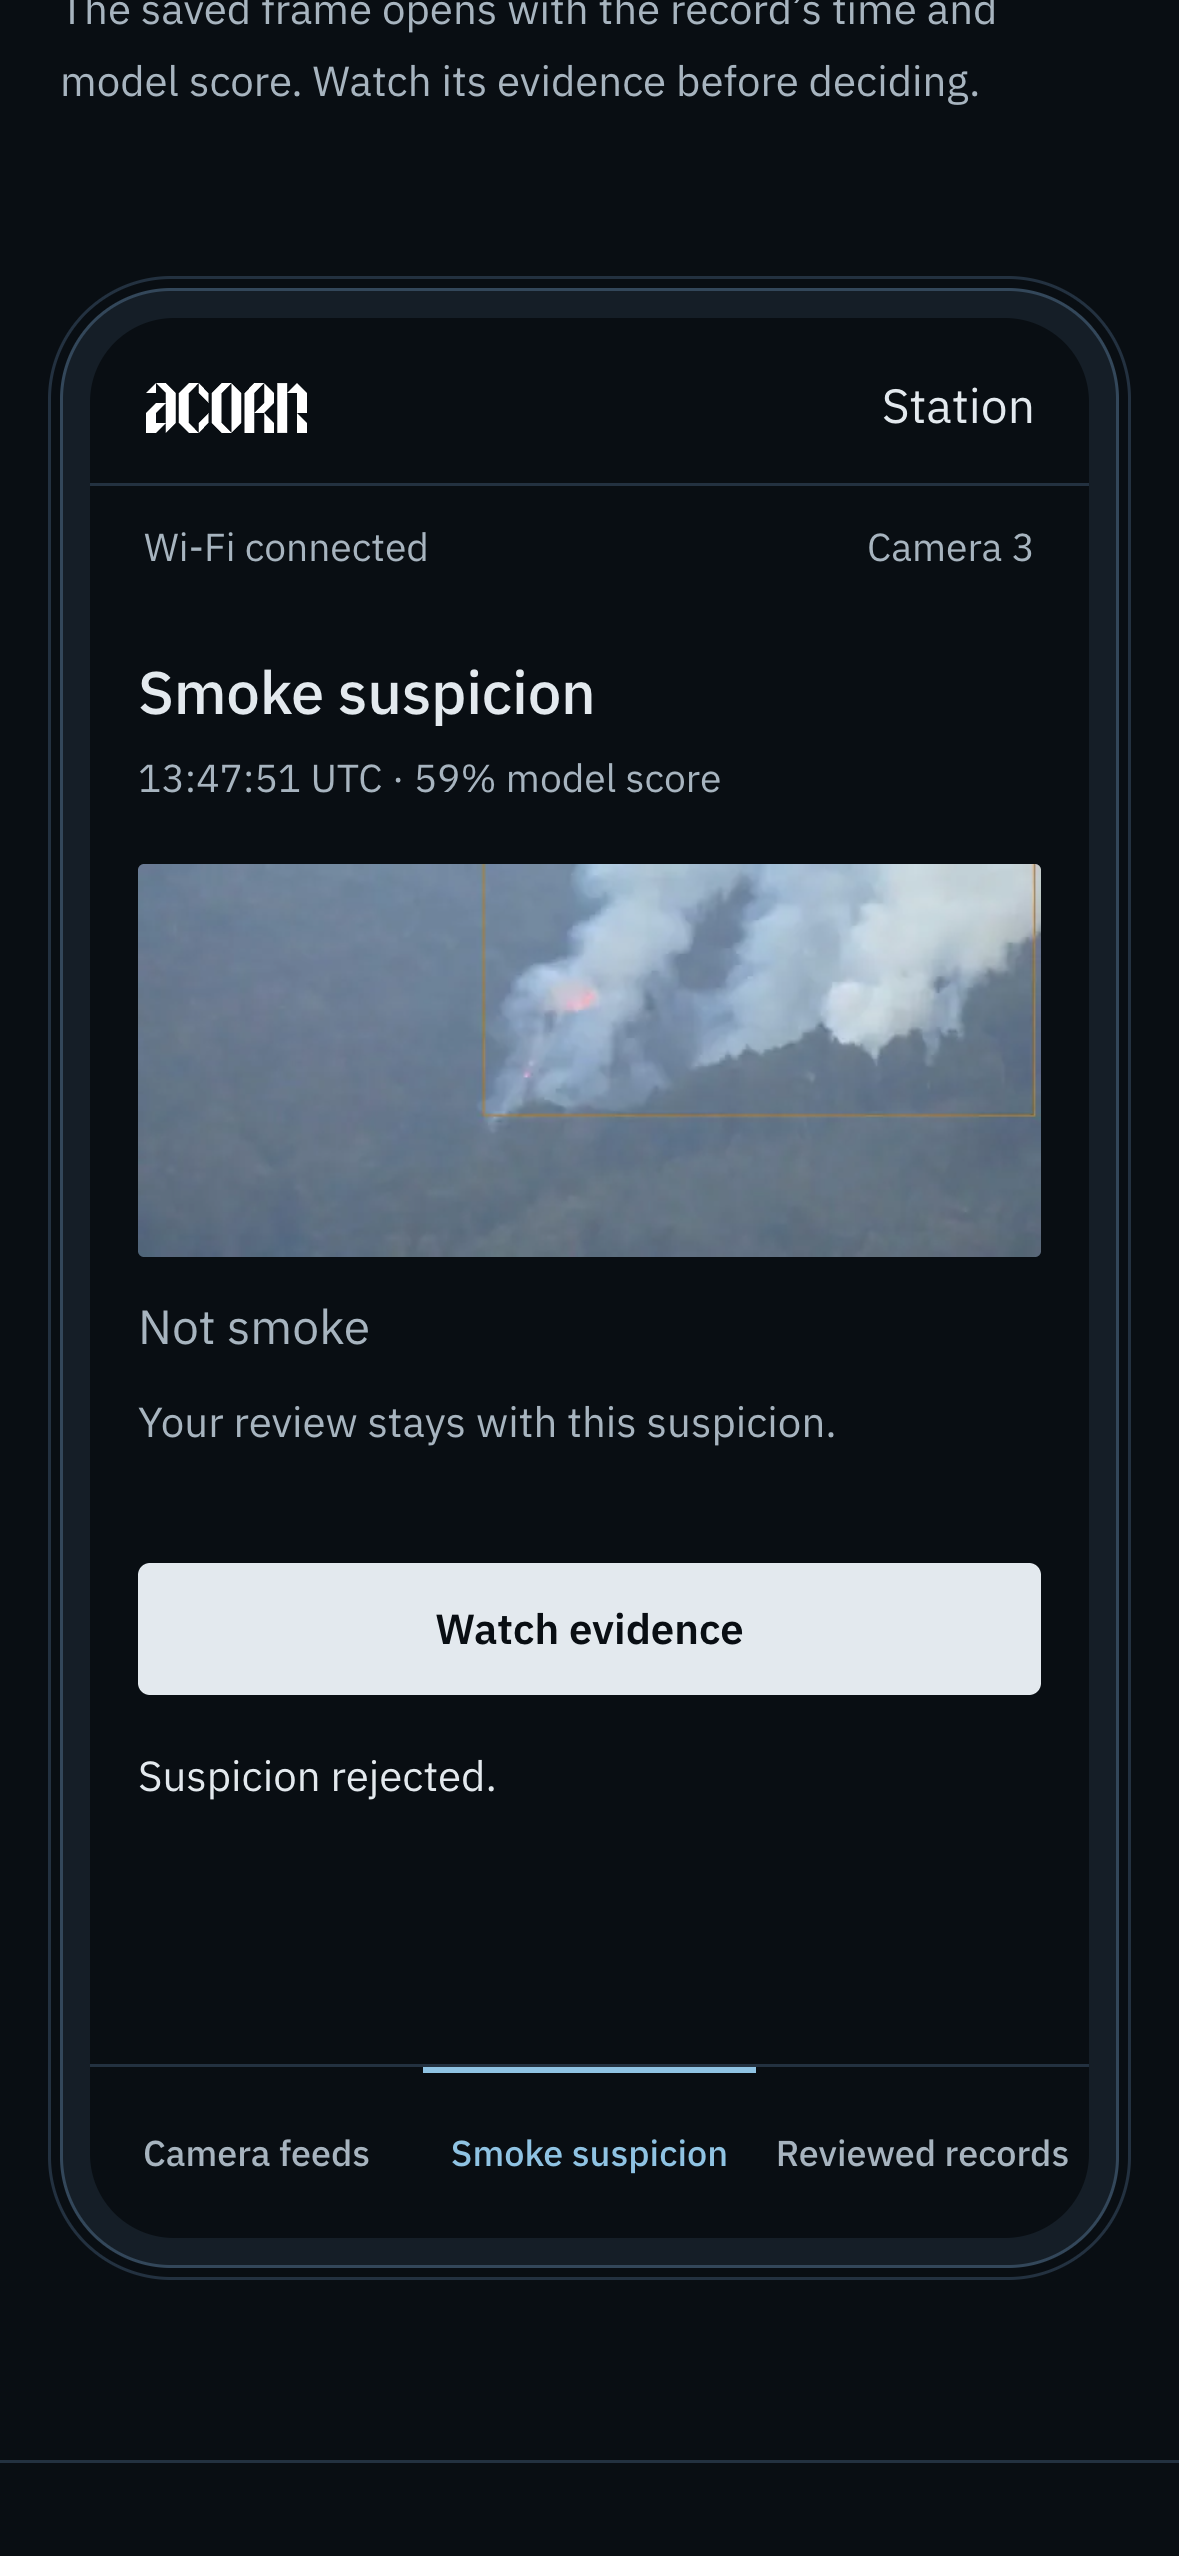 The saved frame opens with the record's time and
model score. Watch its evidence before deciding.
acorn
Station
Wi-Fi connected
Camera 3
Smoke suspicion
13:47:51 UTC · 59% model score
Not smoke
Your review stays with this suspicion.
Watch evidence
Suspicion rejected.
Camera feeds
Smoke suspicion
Reviewed records